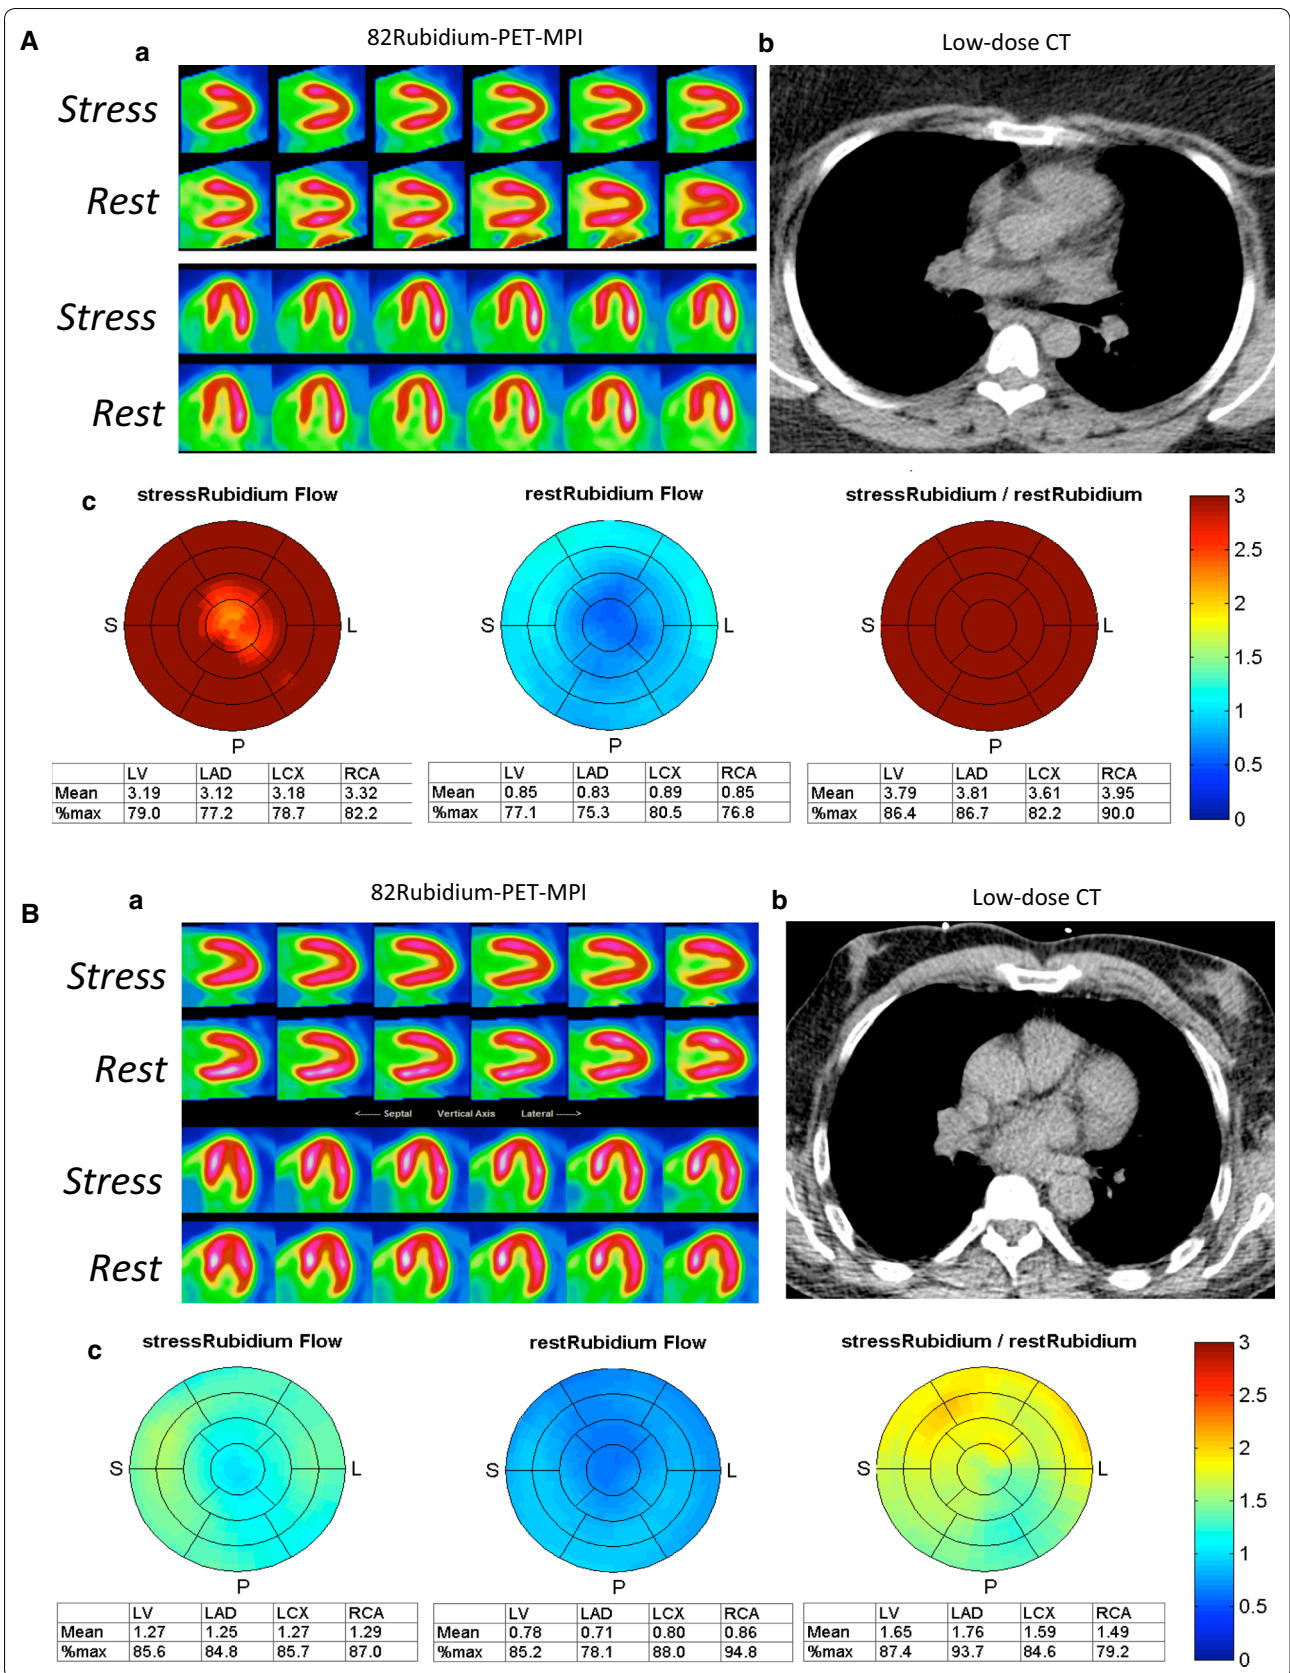 A
a
82Rubidium-PET-MPI
b
Low-dose CT
Stress
Rest
Stress
Rest
c
stressRubidium Flow
restRubidium Flow
stressRubidium / restRubidium
S
L
P
S
L
P
3
2.5
2
1.5
1
0.5
0
LV LAD LCX RCA
Mean 3.19 3.12 3.18 3.32
%max 79.0 77.2 78.7 82.2
LV LAD LCX RCA
Mean 0.85 0.83 0.89 0.85
%max 77.1 75.3 80.5 76.8
LV LAD LCX RCA
Mean 3.79 3.81 3.61 3.95
%max 86.4 86.7 82.2 90.0
S
L
P
B
a
82Rubidium-PET-MPI
b
Low-dose CT
Stress
Rest
<------ Septal Vertical Axis Lateral ------>
Stress
Rest
c
stressRubidium Flow
restRubidium Flow
stressRubidium / restRubidium
S
L
P
S
L
P
S
L
P
3
2.5
2
1.5
1
0.5
0
LV LAD LCX RCA
Mean 1.27 1.25 1.27 1.29
%max 85.6 84.8 85.7 87.0
LV LAD LCX RCA
Mean 0.78 0.71 0.80 0.86
%max 85.2 78.1 88.0 94.8
LV LAD LCX RCA
Mean 1.65 1.76 1.59 1.49
%max 87.4 93.7 84.6 79.2